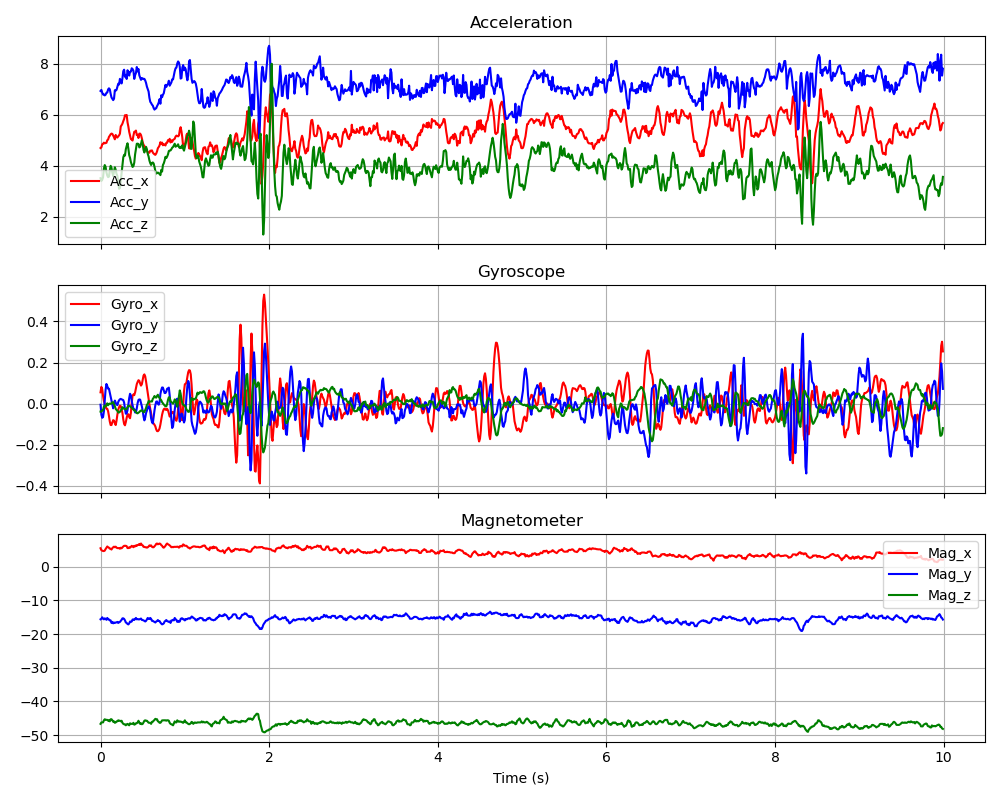 Acceleration
8
6
4
2
Acc_x
Acc_y
Acc_z
Gyroscope
0.4
0.2
0.0
−0.2
−0.4
Gyro_x
Gyro_y
Gyro_z
Magnetometer
0
−10
−20
−30
−40
−50
Mag_x
Mag_y
Mag_z
0 2 4 6 8 10
Time (s)